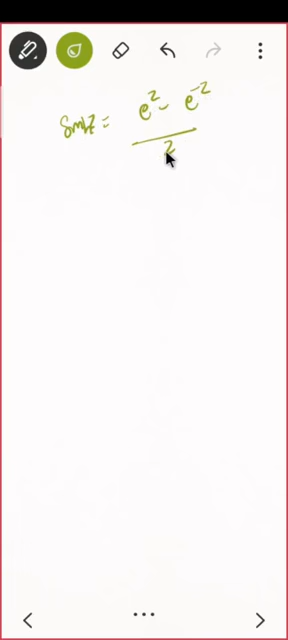 sinhz = e^z - e^-z / 2